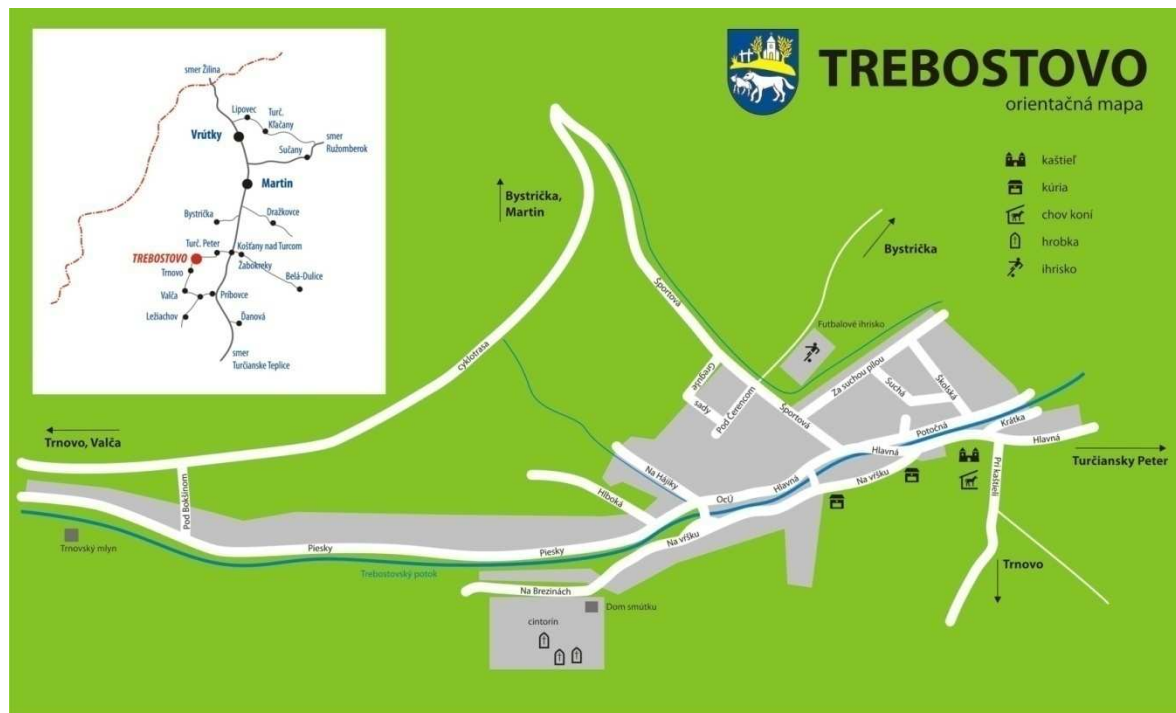 TREBOSTOVO
orientačná mapa
kaštieľ
kúria
chov koní
hrobka
ihrisko
smer Žilina
Lipovec
Turč.
Kľačany
Vrútky
smer
Ružomberok
Sučany
Martin
Bystrička
Dražkovce
Turč. Peter
Košťany nad Turcom
TREBOSTOVO
Žabokreky
Trnovo
Belá-Dulice
Valča
Príbovce
Ležiachov
Ďanová
smer
Turčianske Teplice
Bystrička,
Martin
Bystrička
Športová
Futbalové ihrisko
cyklotrasa
Greguše
sady
Pod Čerencom
Športová
Za suchou pílou
Suchá
Školská
Trnovo, Valča
Potočná
Krátka
Hlavná
Hlavná
Turčiansky Peter
Na Hájiky
Hlavná
Na vŕšku
Pri kaštieli
Hlboká
OcÚ
Pod Bokšinom
Na vŕšku
Trnovský mlyn
Piesky
Piesky
Trebostovský potok
Trnovo
Na Brezinách
Dom smútku
cintorín